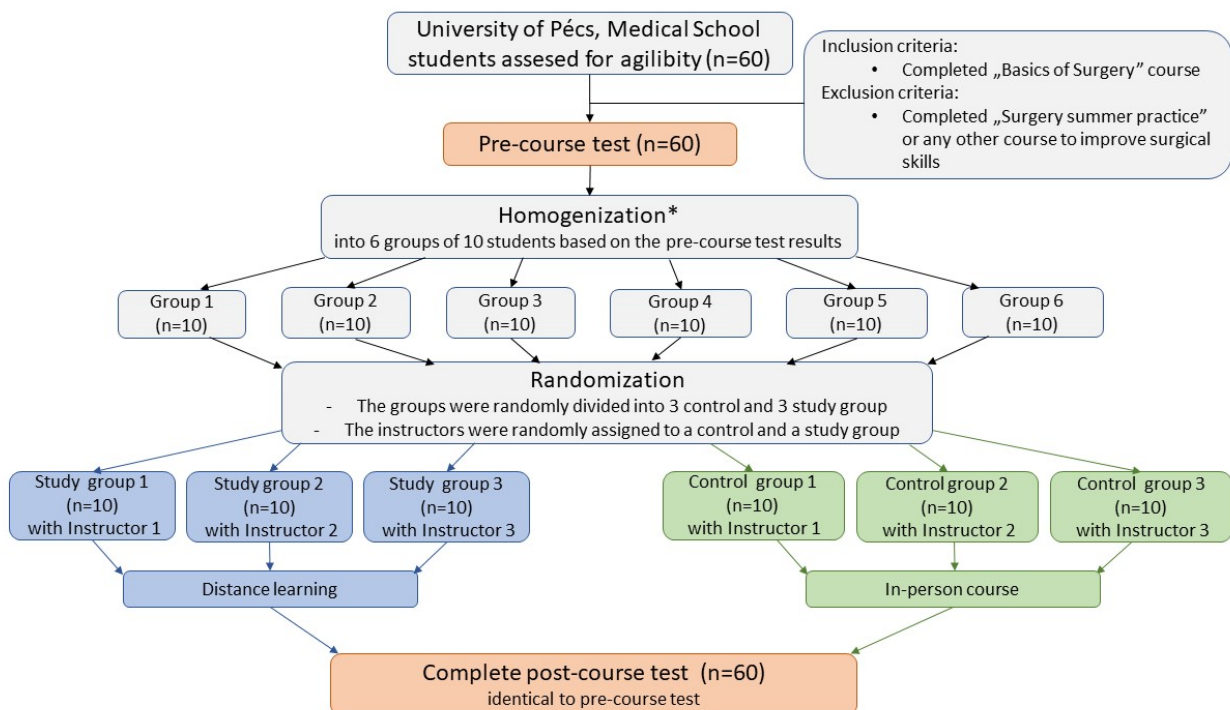 University of Pécs, Medical School
students assesed for agilibity (n=60)
Inclusion criteria:
• Completed „Basics of Surgery” course
Exclusion criteria:
• Completed „Surgery summer practice”
or any other course to improve surgical
skills
Pre-course test (n=60)
Homogenization*
into 6 groups of 10 students based on the pre-course test results
Group 1
(n=10)
Group 2
(n=10)
Group 3
(n=10)
Group 4
(n=10)
Group 5
(n=10)
Group 6
(n=10)
Randomization
- The groups were randomly divided into 3 control and 3 study group
- The instructors were randomly assigned to a control and a study group
Study group 1
(n=10)
with Instructor 1
Study group 2
(n=10)
with Instructor 2
Study group 3
(n=10)
with Instructor 3
Control group 1
(n=10)
with Instructor 1
Control group 2
(n=10)
with Instructor 2
Control group 3
(n=10)
with Instructor 3
Distance learning
In-person course
Complete post-course test (n=60)
identical to pre-course test